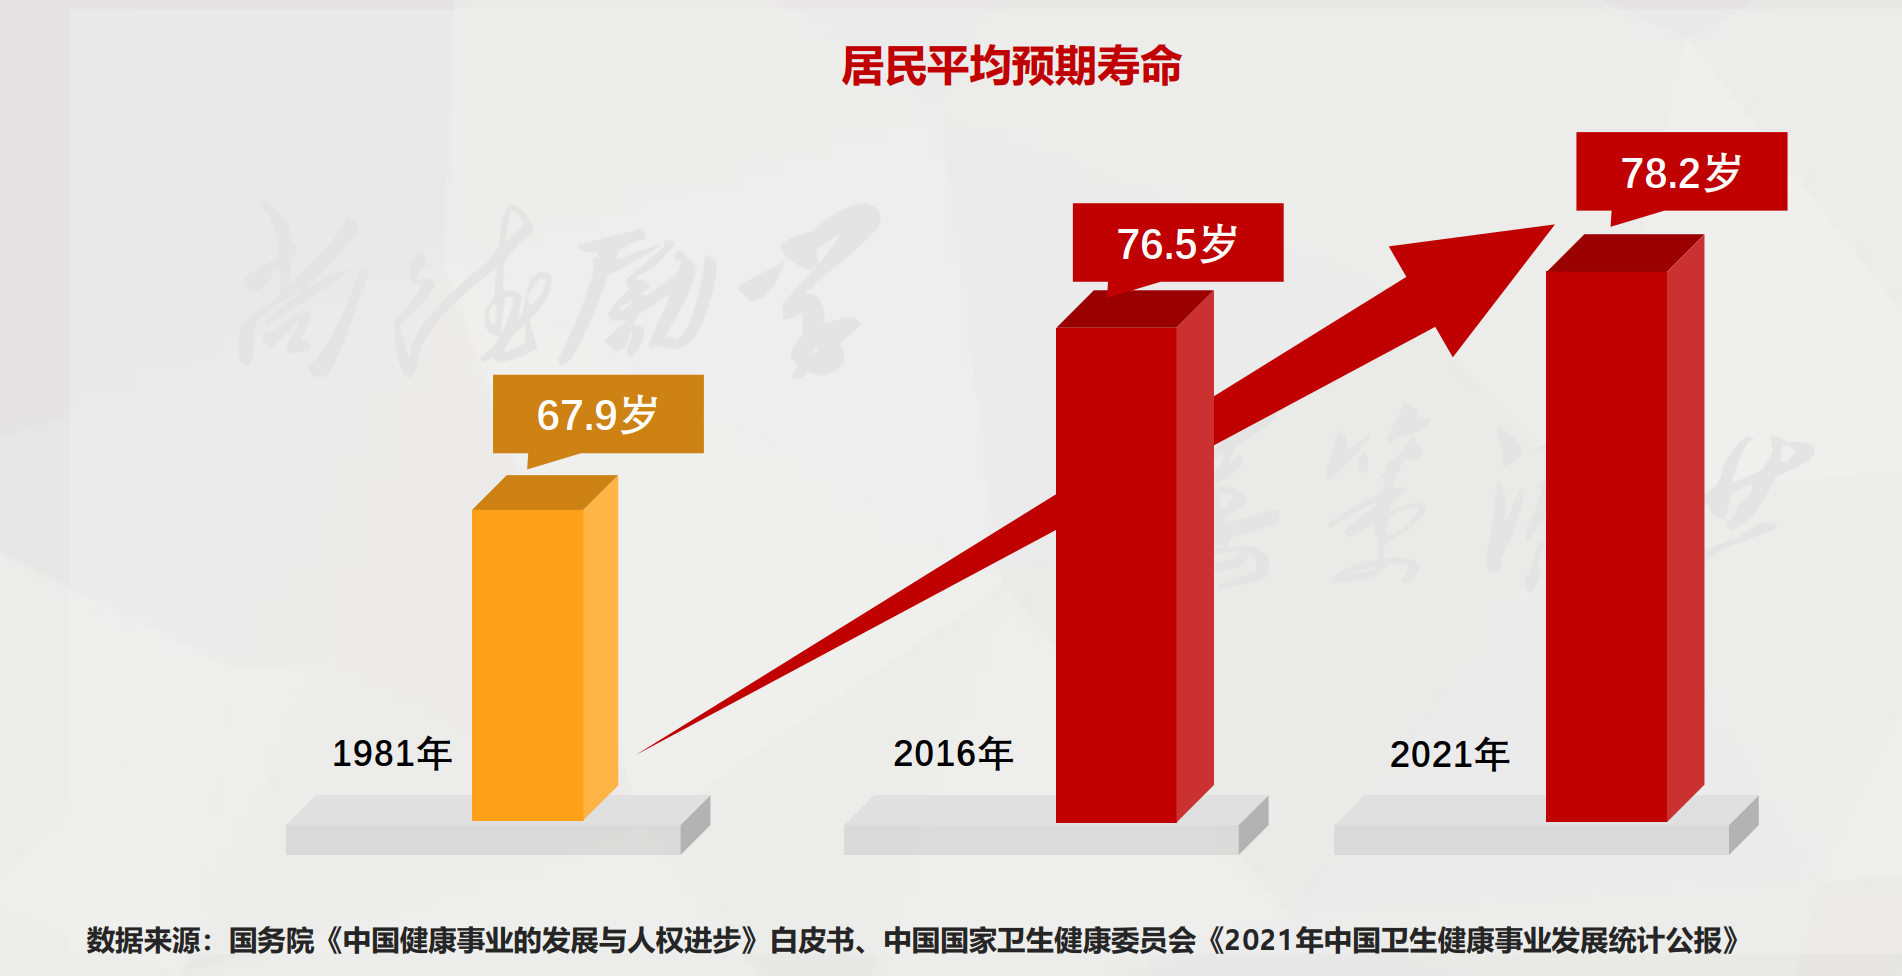 居民平均预期寿命
78.2岁
76.5岁
67.9岁
1981年
2016年
2021年
数据来源：国务院《中国健康事业的发展与人权进步》白皮书、中国国家卫生健康委员会《2021年中国卫生健康事业发展统计公报》